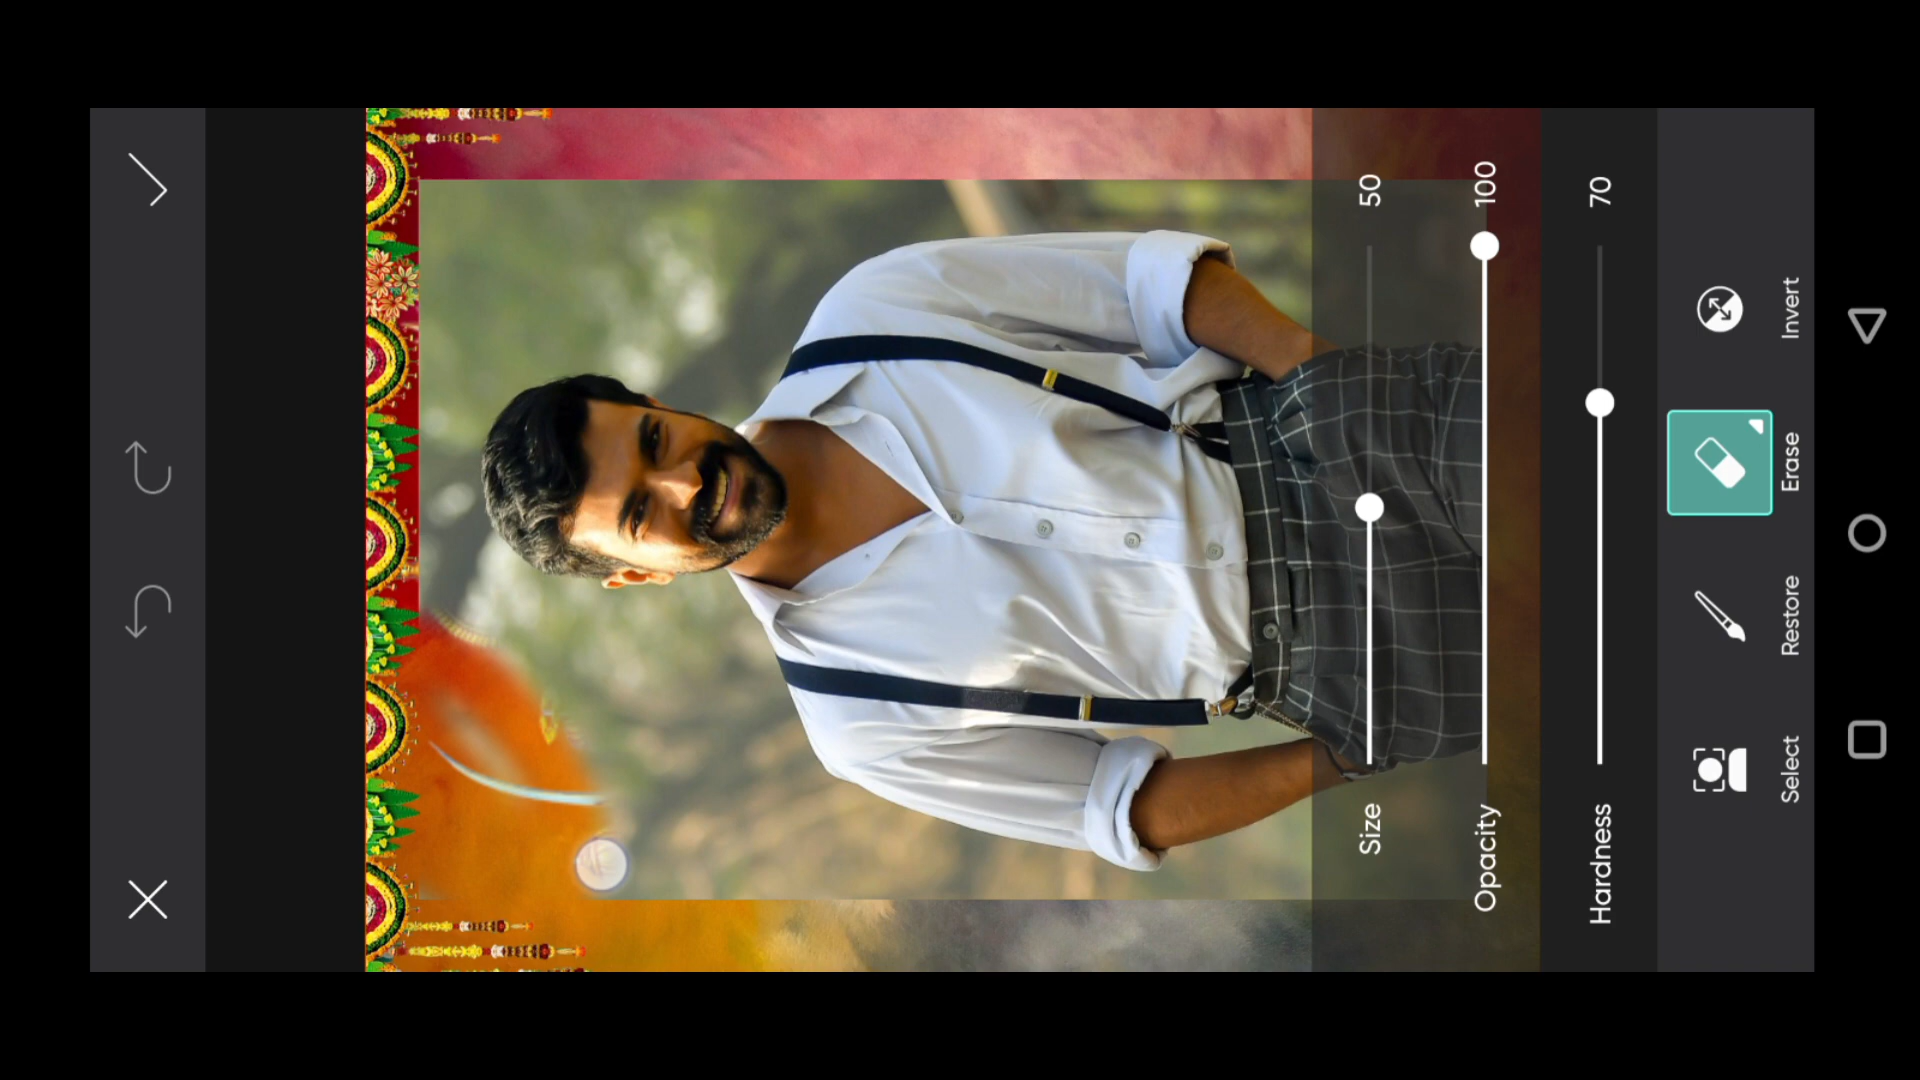 Size 50
Opacity 100
Hardness 70
Select
Restore
Erase
Invert